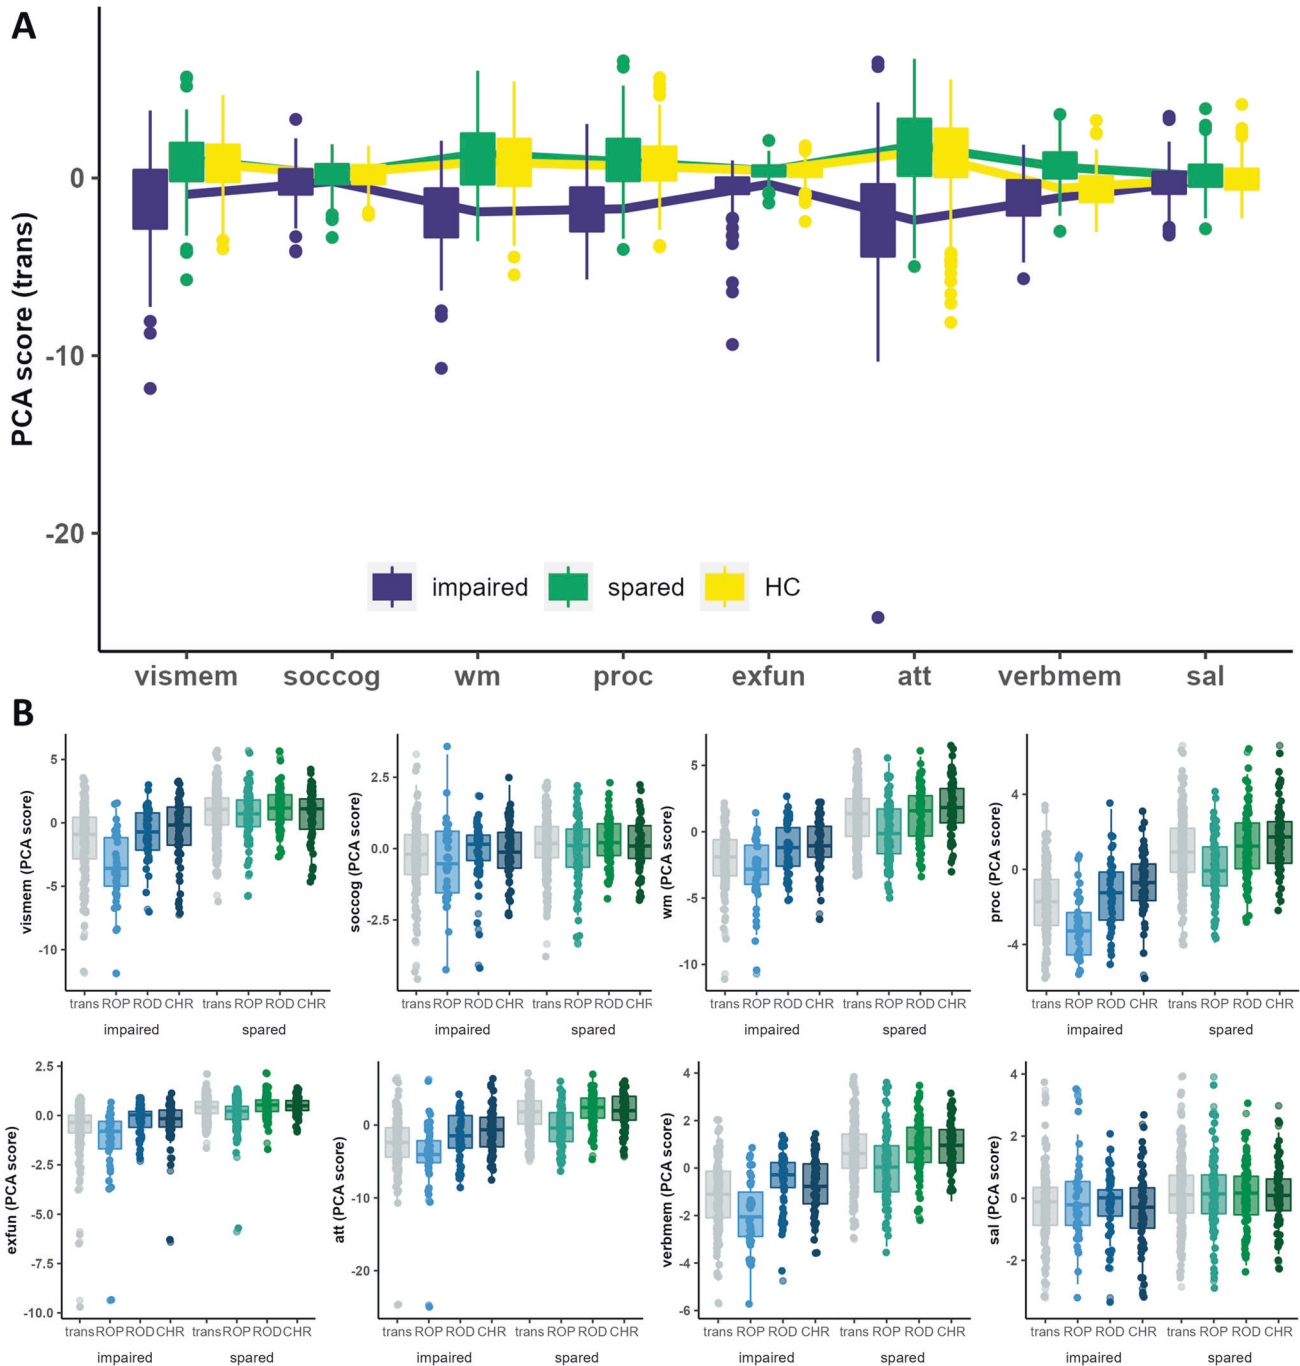 A
PCA score (trans)
0
-10
-20
impaired spared HC
vismem soccog wm proc exfun att verbmem sal
B
vismem (PCA score)
5
0
-5
-10
trans ROP ROD CHR trans ROP ROD CHR
impaired spared
soccog (PCA score)
2.5
0.0
-2.5
trans ROP ROD CHR trans ROP ROD CHR
impaired spared
wm (PCA score)
5
0
-5
-10
trans ROP ROD CHR trans ROP ROD CHR
impaired spared
proc (PCA score)
4
0
-4
trans ROP ROD CHR trans ROP ROD CHR
impaired spared
exfun (PCA score)
2.5
0.0
-2.5
-5.0
-7.5
-10.0
trans ROP ROD CHR trans ROP ROD CHR
impaired spared
att (PCA score)
0
-10
-20
trans ROP ROD CHR trans ROP ROD CHR
impaired spared
verbmem (PCA score)
4
2
0
-2
-4
-6
trans ROP ROD CHR trans ROP ROD CHR
impaired spared
sal (PCA score)
4
2
0
-2
trans ROP ROD CHR trans ROP ROD CHR
impaired spared